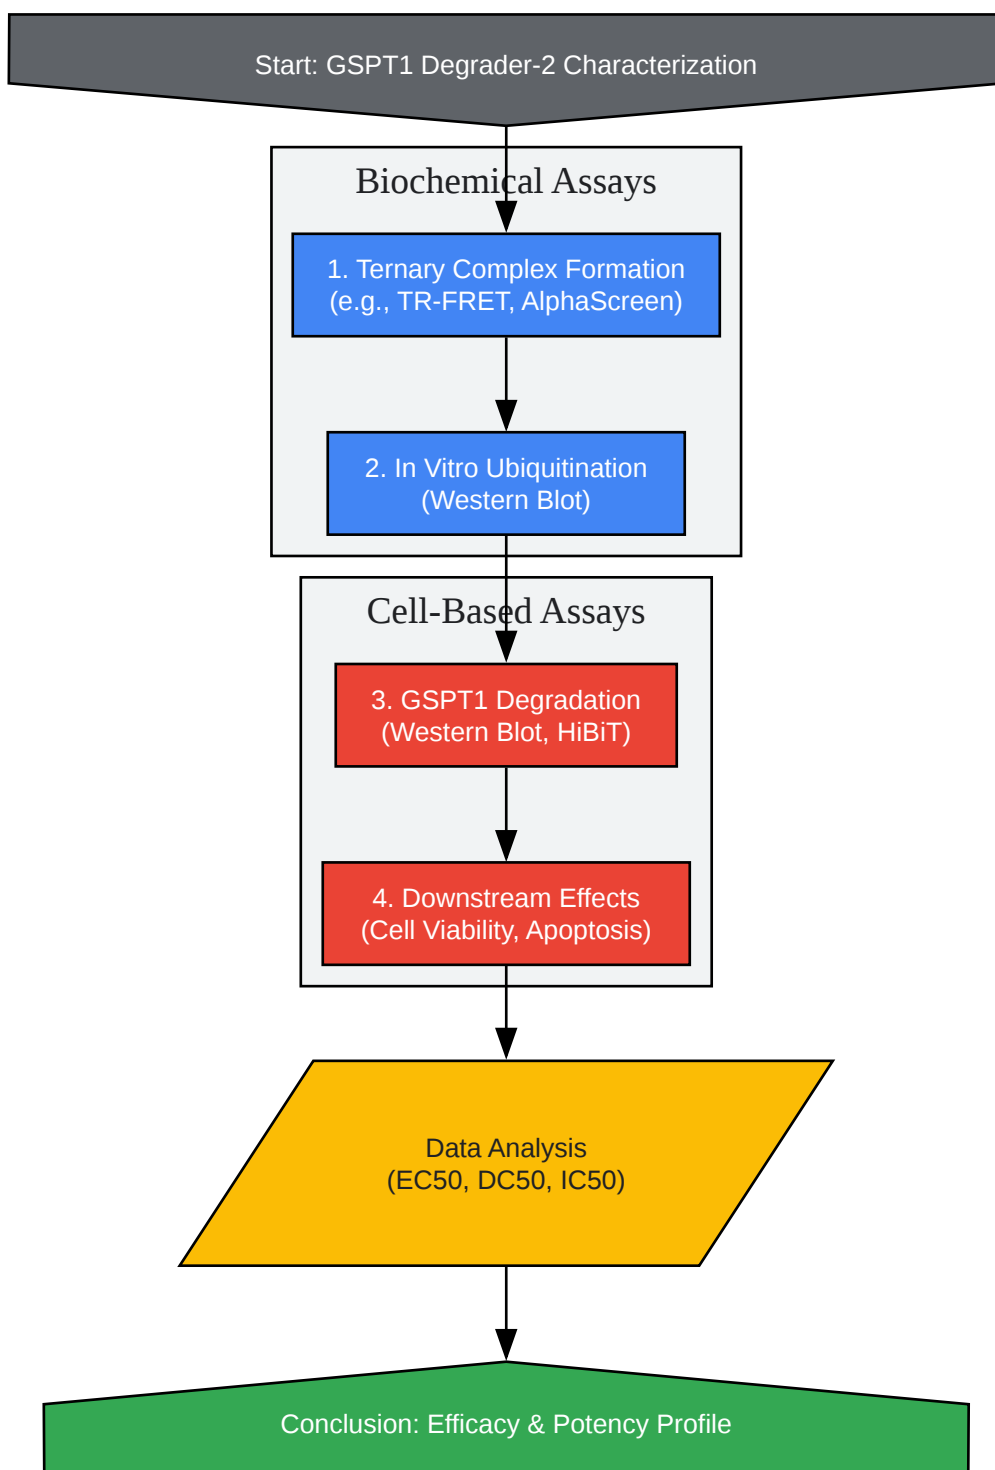 Start: GSPT1 Degrader-2 Characterization
Biochemical Assays
1. Ternary Complex Formation
(e.g., TR-FRET, AlphaScreen)
2. In Vitro Ubiquitination
(Western Blot)
Cell-Based Assays
3. GSPT1 Degradation
(Western Blot, HiBiT)
4. Downstream Effects
(Cell Viability, Apoptosis)
Data Analysis
(EC50, DC50, IC50)
Conclusion: Efficacy & Potency Profile